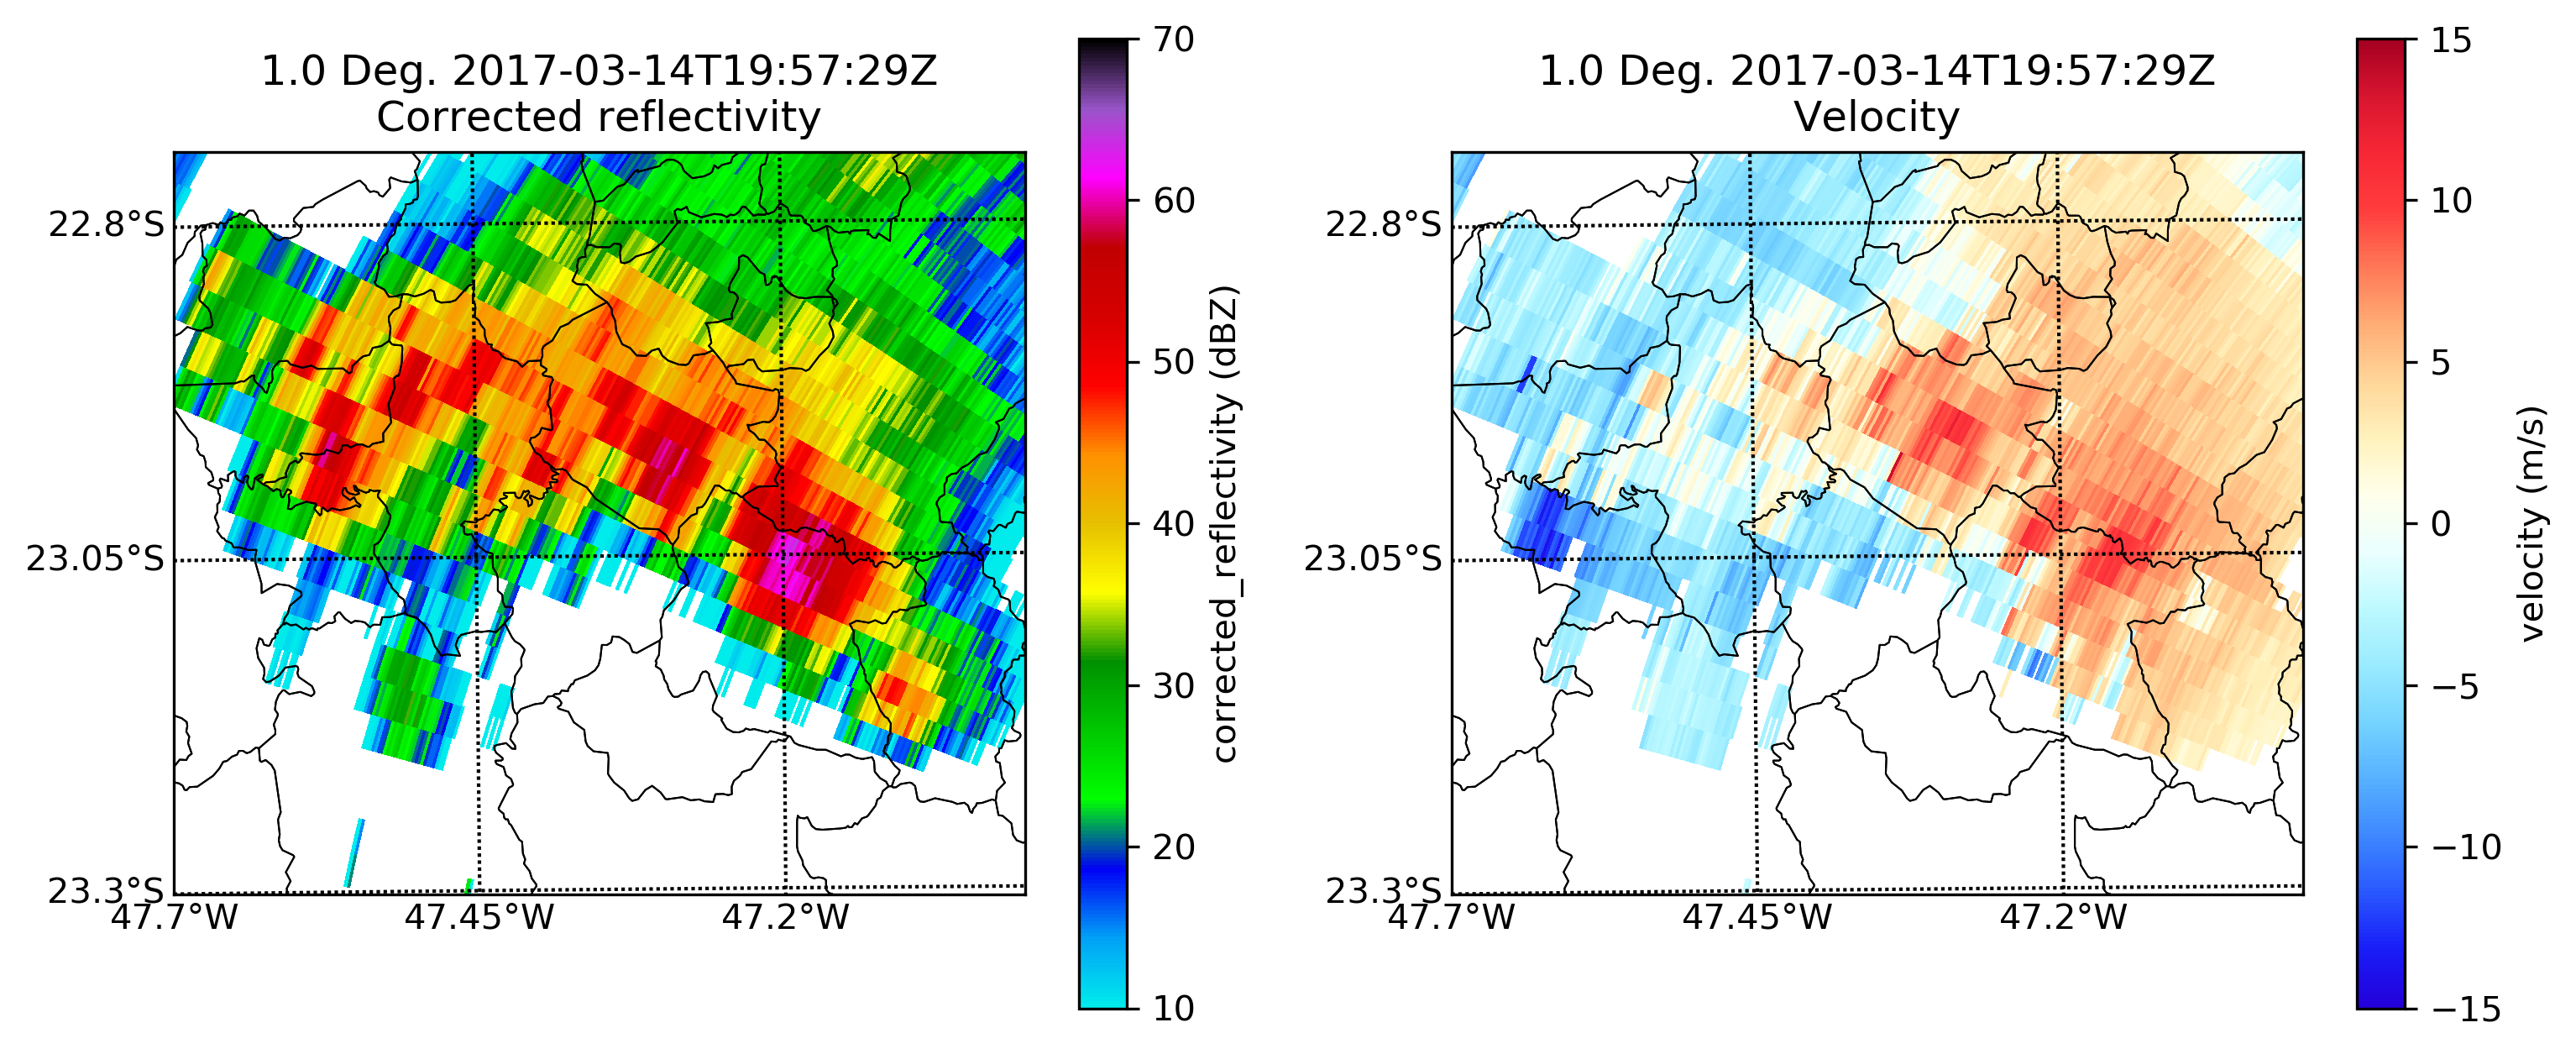 1.0 Deg. 2017-03-14T19:57:29Z
Corrected reflectivity
22.8°S
23.05°S
23.3°S
47.7°W
47.45°W
47.2°W
70
60
50
40
30
20
10
corrected_reflectivity (dBZ)
1.0 Deg. 2017-03-14T19:57:29Z
Velocity
22.8°S
23.05°S
23.3°S
47.7°W
47.45°W
47.2°W
15
10
5
0
−5
−10
−15
velocity (m/s)